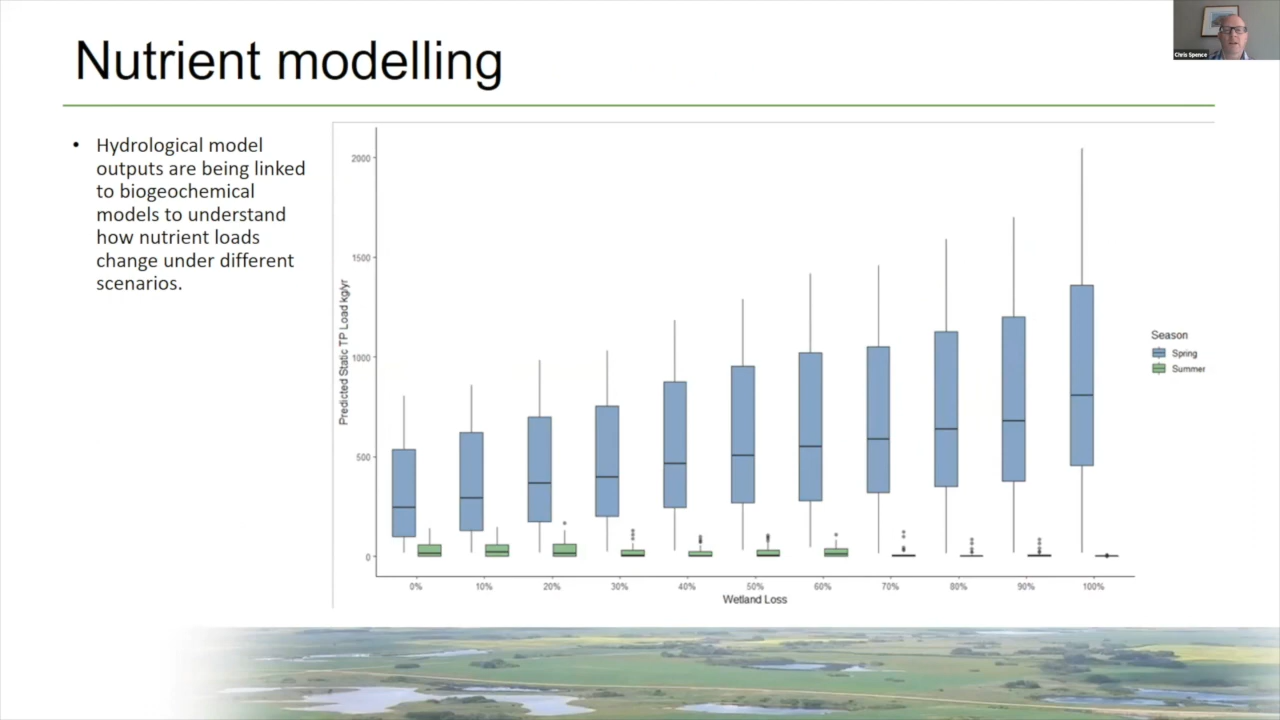 Nutrient modelling
Chris Spence
• Hydrological model
outputs are being linked
to biogeochemical
models to understand
how nutrient loads
change under different
scenarios.
Predicted Static TP Load kg/yr
2000
1500
1000
500
0
0% 10% 20% 30% 40% 50% 60% 70% 80% 90% 100%
Wetland Loss
Season
Spring
Summer